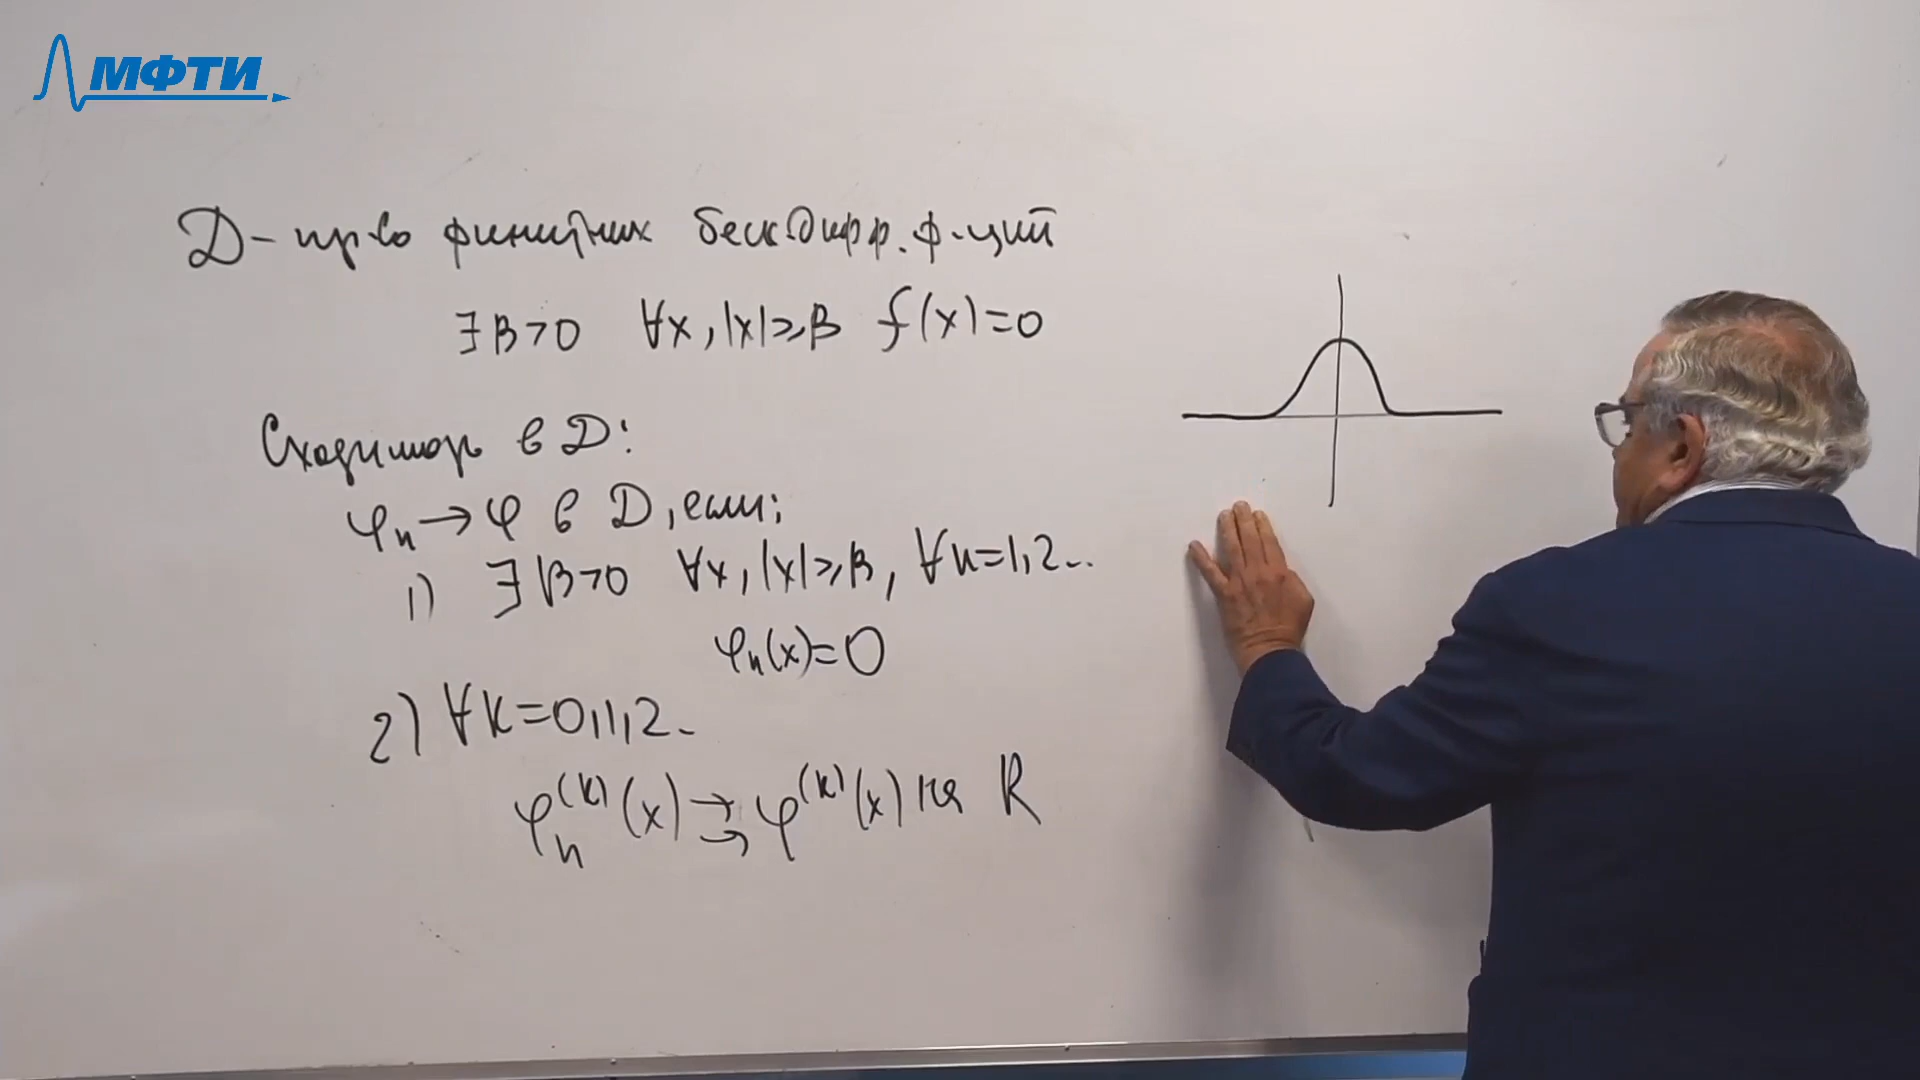 МФТИ
D – пр-во финитных беск. дифф. ф-ций
∃ B>0 ∀x, |x|≥B f(x)=0
Сходимость в D:
φₙ → φ в D, если:
1) ∃ B>0 ∀x, |x|≥B, ∀n=1,2...
φₙ(x)=0
2) ∀k=0,1,2..
φₙ⁽ᵏ⁾(x) ⇉ φ⁽ᵏ⁾(x) на R